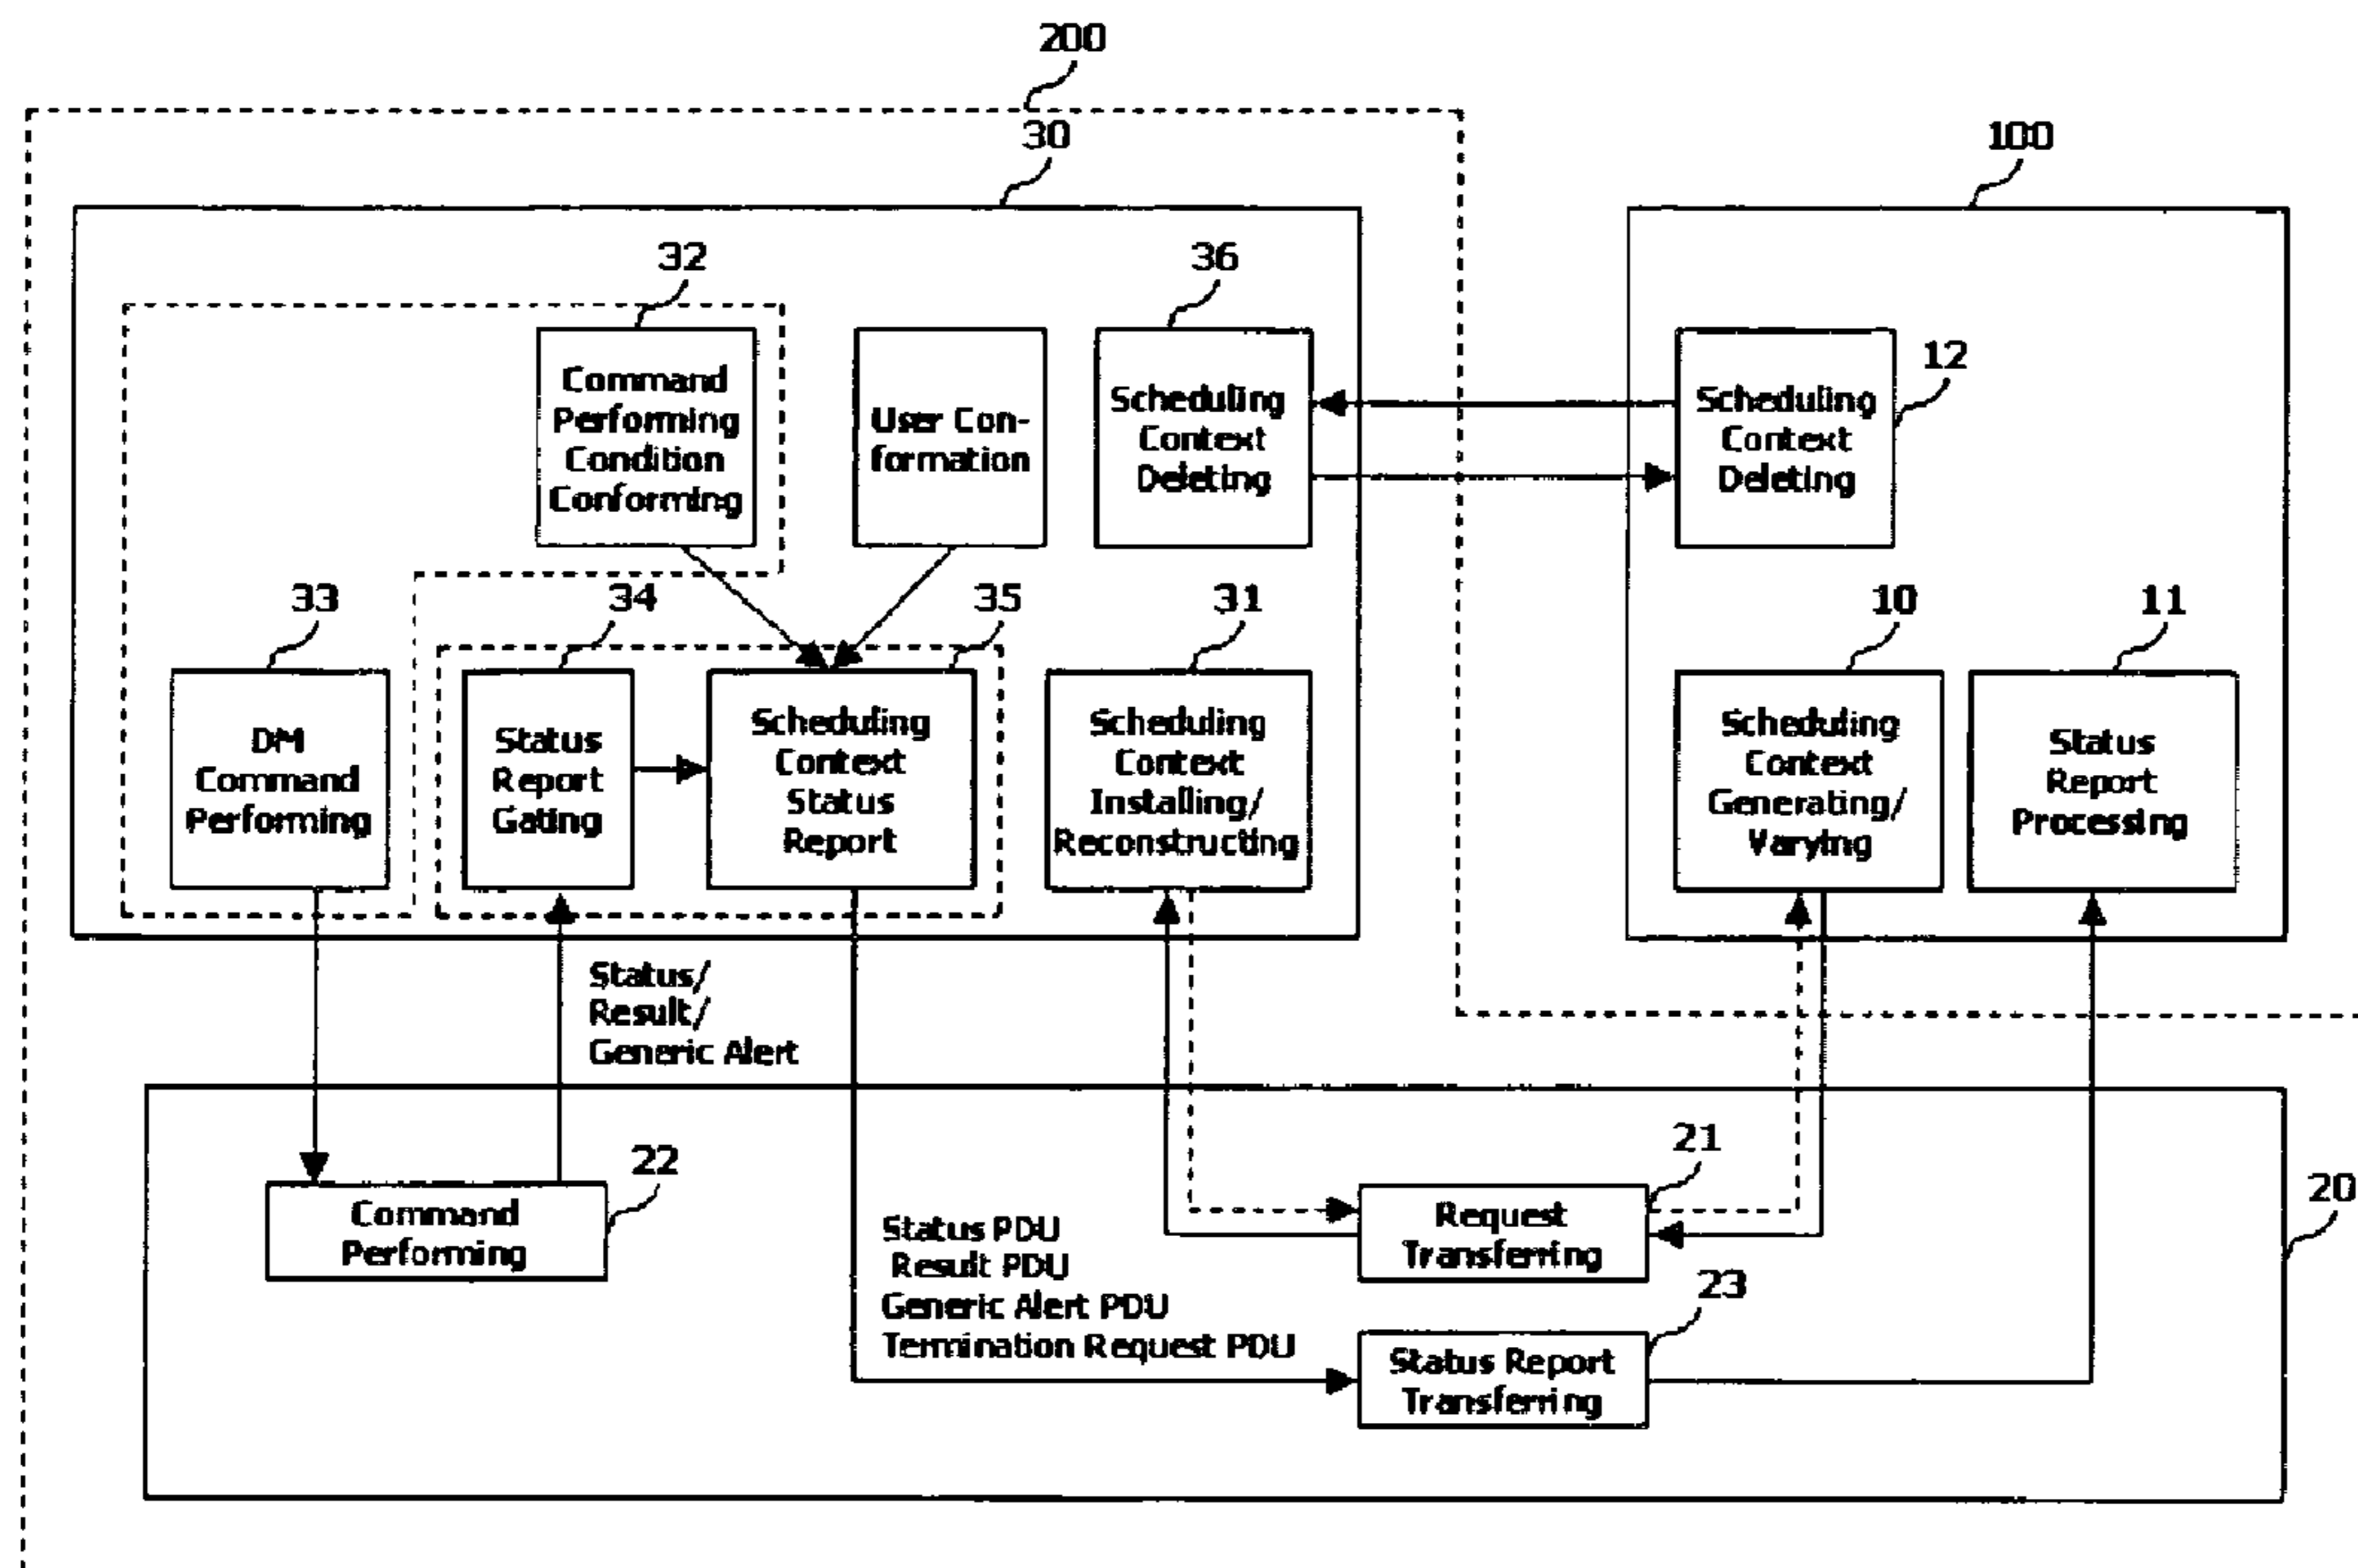 200
30
100
32
36
12
Command
Performing
Condition
Conforming
User Con-
formation
Scheduling
Context
Deleting
Scheduling
Context
Deleting
33
34
35
31
10
11
DM
Command
Performing
Status
Report
Gating
Scheduling
Context
Status
Report
Scheduling
Context
Installing/
Reconstructing
Scheduling
Context
Generating/
Varying
Status
Report
Processing
Status/
Result/
Generic Alert
22
Command
Performing
21
Request
Transferring
20
Status PDU
Result PDU
Generic Alert PDU
Termination Request PDU
23
Status Report
Transferring